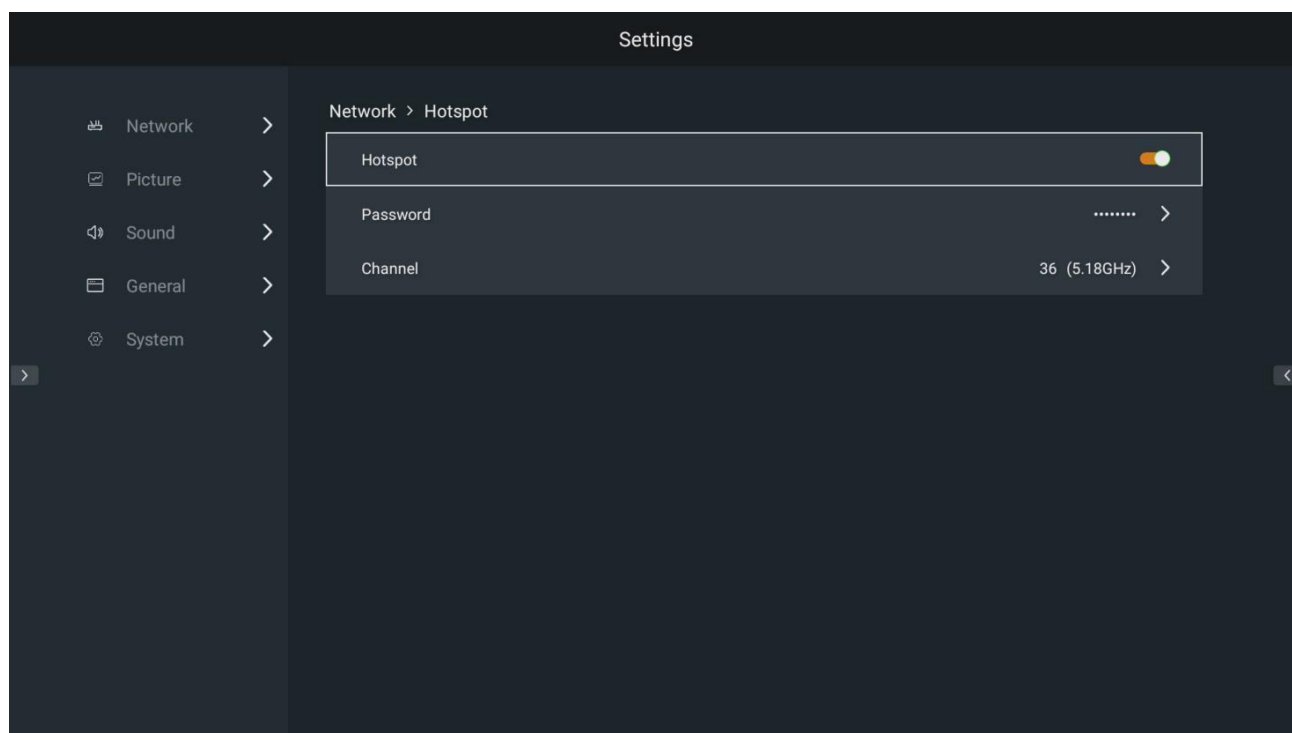 Settings
Network
Picture
Sound
General
System
Network > Hotspot
Hotspot
Password ········
Channel 36 (5.18GHz)